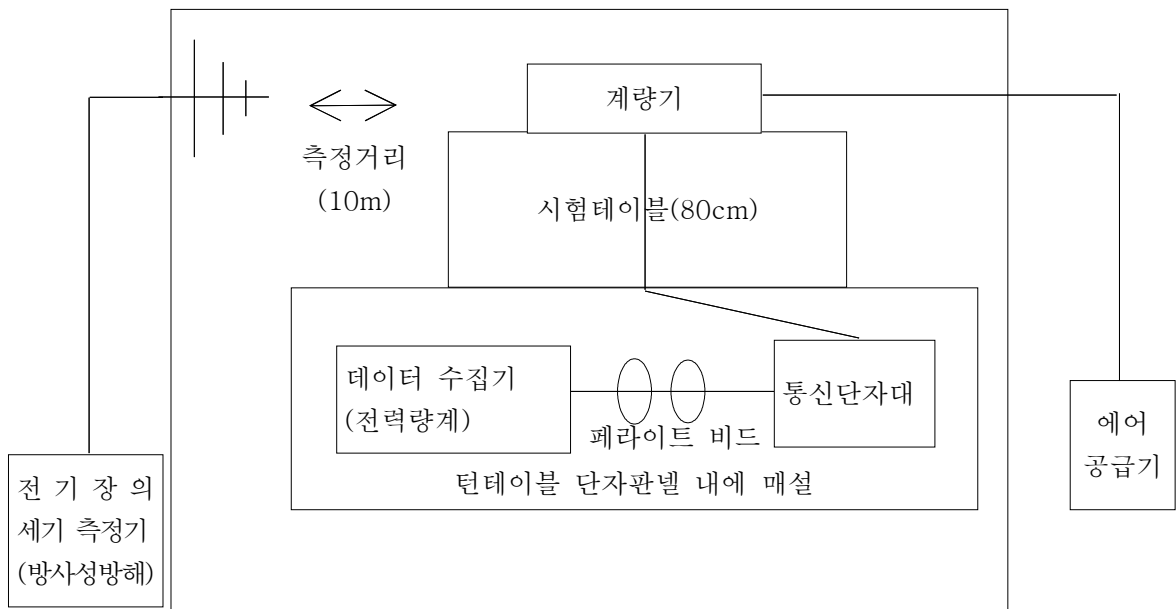 계량기
측정거리
(10m)
시험테이블(80cm)
데이터 수집기
(전력량계)
통신단자대
페라이트 비드
턴테이블 단자판넬 내에 매설
에어
공급기
전 기 장 의
세기 측정기
(방사성방해)